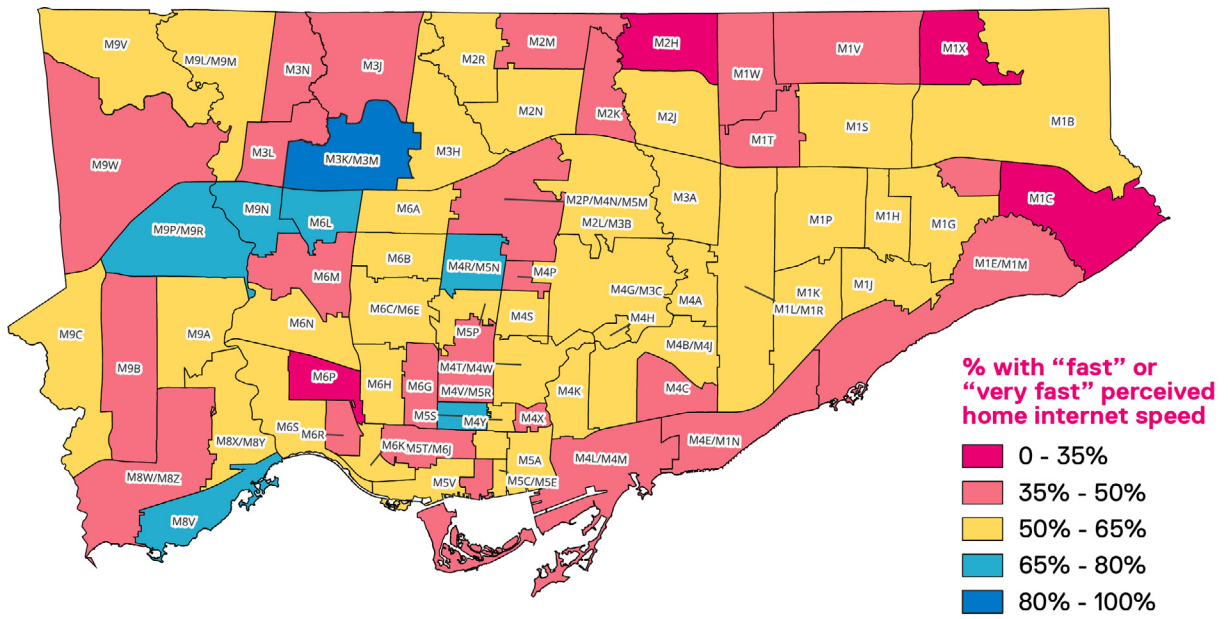 M9V
M9L/M9M
M3N
M3J
M2R
M2M
M2H
M1W
M1V
M1X
M2N
M2K
M2J
M1T
M1S
M1B
M9W
M3L
M3K/M3M
M3H
M9P/M9R
M9N
M6L
M6A
M2P/M4N/M5M
M2L/M3B
M3A
M1P
M1H
M1G
M1C
M6M
M6B
M4R/M5N
M4P
M4G/M3C
M4A
M1K
M1L/M1R
M1J
M1E/M1M
M9C
M9A
M6N
M6C/M6E
M5P
M4S
M4H
M4B/M4J
M9B
M6P
M6H
M6G
M4T/M4W
M4V/M5R
M4K
M4C
M5S
M4Y
M4X
M8X/M8Y
M6S
M6R
M6K
M5T/M6J
M5A
M4L/M4M
M4E/M1N
M8W/M8Z
M5V
M5C/M5E
M8V
% with “fast” or
“very fast” perceived
home internet speed
0 - 35%
35% - 50%
50% - 65%
65% - 80%
80% - 100%